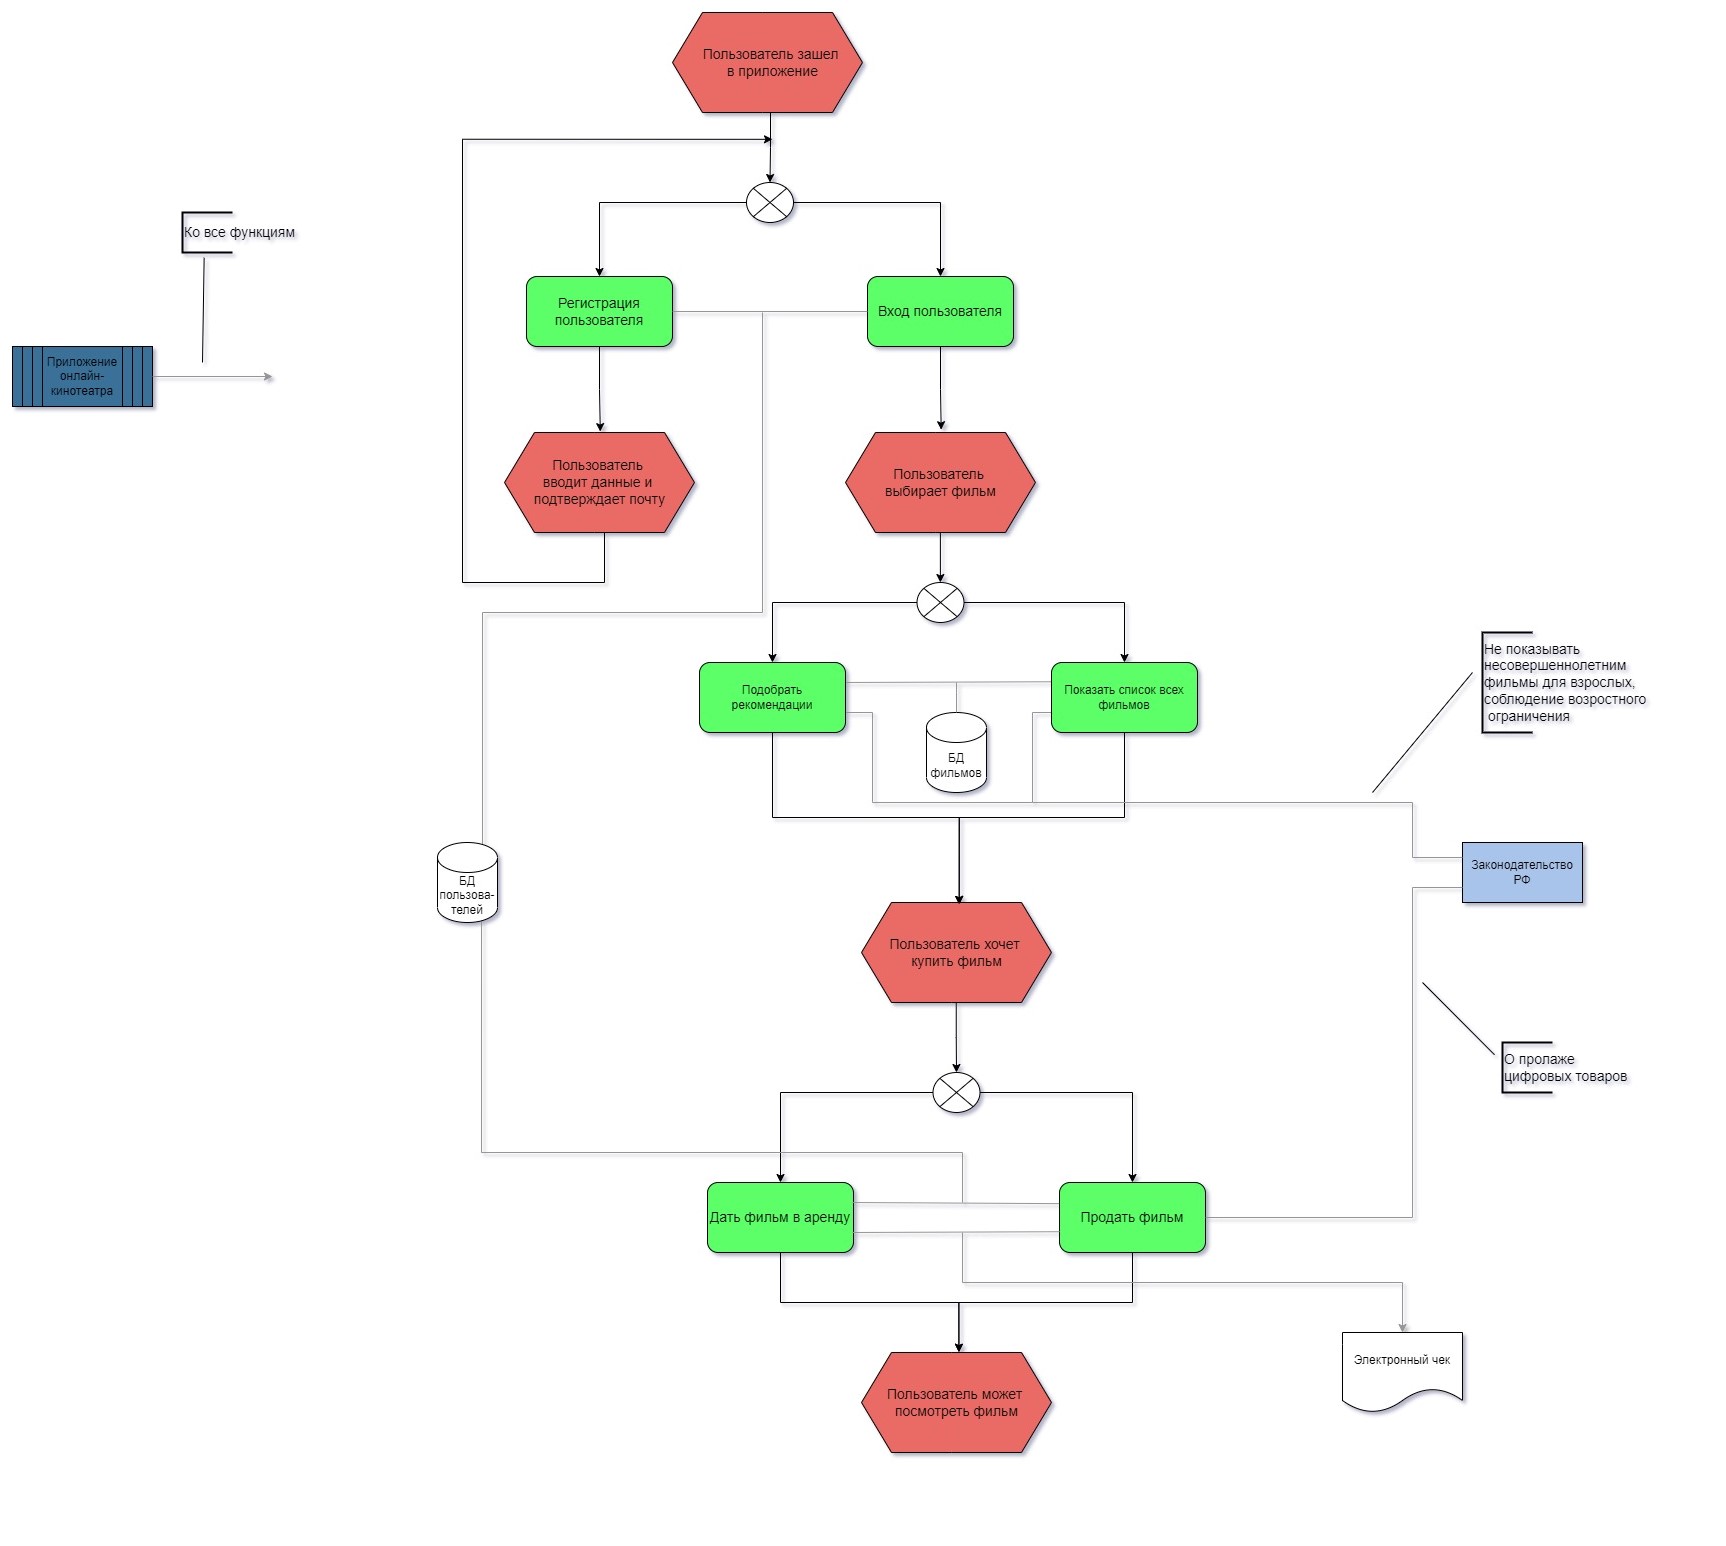 Пользователь зашел
в приложение
Ко все функциям
Регистрация
пользователя
Вход пользователя
Приложение
онлайн-
кинотеатра
Пользователь
вводит данные и
подтверждает почту
Пользователь
выбирает фильм
Не показывать
несовершеннолетним
фильмы для взрослых,
соблюдение возростного
ограничения
Подобрать
рекомендации
Показать список всех
фильмов
БД
фильмов
БД
пользова-
телей
Законодательство
РФ
Пользователь хочет
купить фильм
О пролаже
цифровых товаров
Дать фильм в аренду
Продать фильм
Электронный чек
Пользователь может
посмотреть фильм